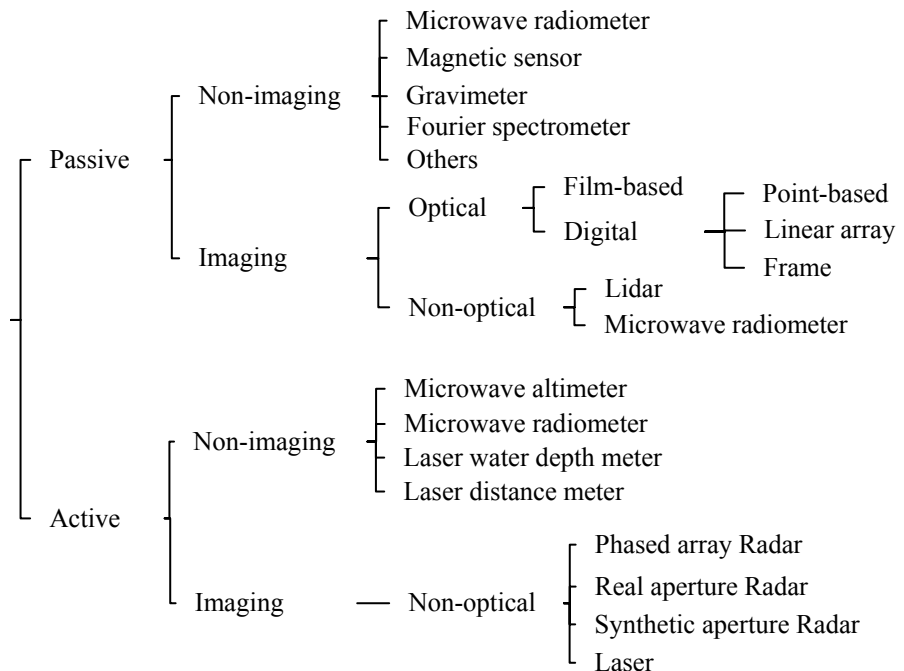 Microwave radiometer
Magnetic sensor
Non-imaging
Gravimeter
Fourier spectrometer
Passive
Others
Film-based
Point-based
Optical
Digital
Linear array
Imaging
Frame
Lidar
Non-optical
Microwave radiometer
Microwave altimeter
Microwave radiometer
Non-imaging
Laser water depth meter
Laser distance meter
Active
Phased array Radar
Real aperture Radar
Imaging
Non-optical
Synthetic aperture Radar
Laser